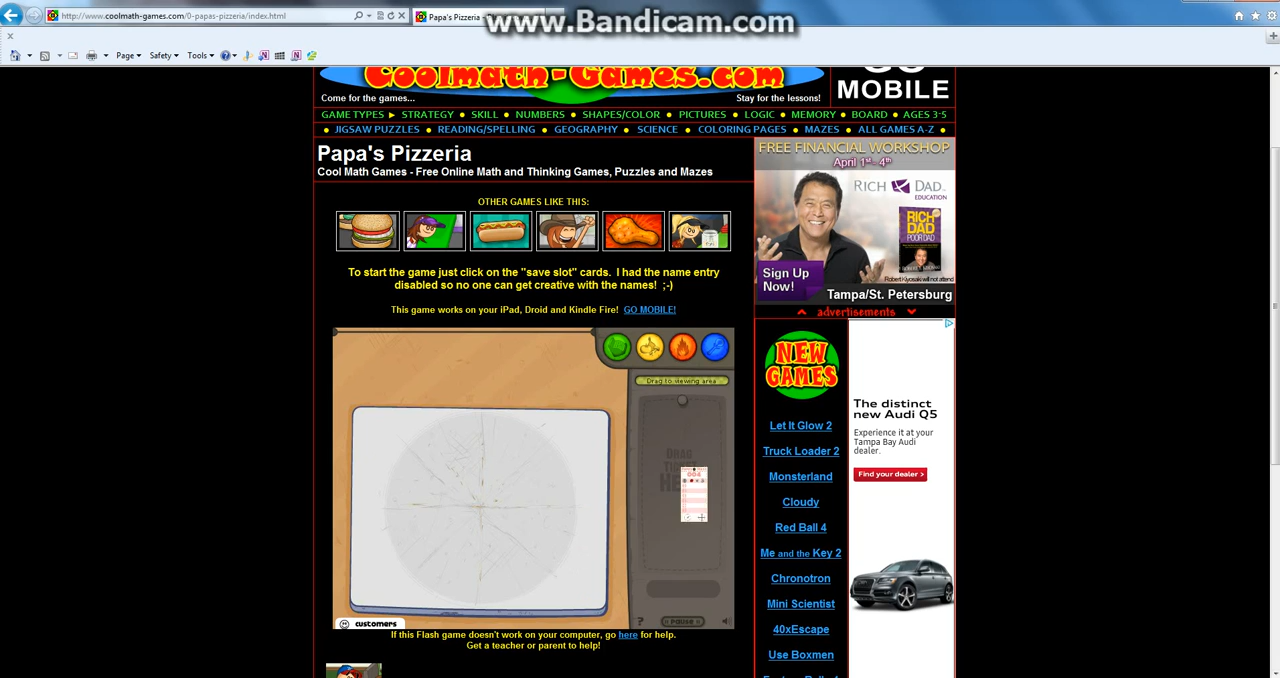 http://www.coolmath-games.com/0-papas-pizzeria/index.html
Papa's Pizzeria -
www.Bandicam.com
Page
Safety
Tools
Coolmath-Games.com
Come for the games...
Stay for the lessons!
GO
MOBILE
GAME TYPES ► STRATEGY ● SKILL ● NUMBERS ● SHAPES/COLOR ● PICTURES ● LOGIC ● MEMORY ● BOARD ● AGES 3-5
● JIGSAW PUZZLES ● READING/SPELLING ● GEOGRAPHY ● SCIENCE ● COLORING PAGES ● MAZES ● ALL GAMES A-Z ●
Papa's Pizzeria
Cool Math Games - Free Online Math and Thinking Games, Puzzles and Mazes
OTHER GAMES LIKE THIS:
To start the game just click on the "save slot" cards. I had the name entry
disabled so no one can get creative with the names! ;-)
This game works on your iPad, Droid and Kindle Fire! GO MOBILE!
Drag to viewing area
DRAG
TICKET
HERE
004
customers
?
PAUSE
If this Flash game doesn't work on your computer, go here for help.
Get a teacher or parent to help!
FREE FINANCIAL WORKSHOP
April 1st - 4th
RICH DAD
EDUCATION
RICH
DAD
POOR
DAD
Sign Up
Now!
Robert Kiyosaki will not attend
Tampa/St. Petersburg
advertisements
NEW
GAMES
Let It Glow 2
Truck Loader 2
Monsterland
Cloudy
Red Ball 4
Me and the Key 2
Chronotron
Mini Scientist
40xEscape
Use Boxmen
The distinct
new Audi Q5
Experience it at your
Tampa Bay Audi
dealer.
Find your dealer >